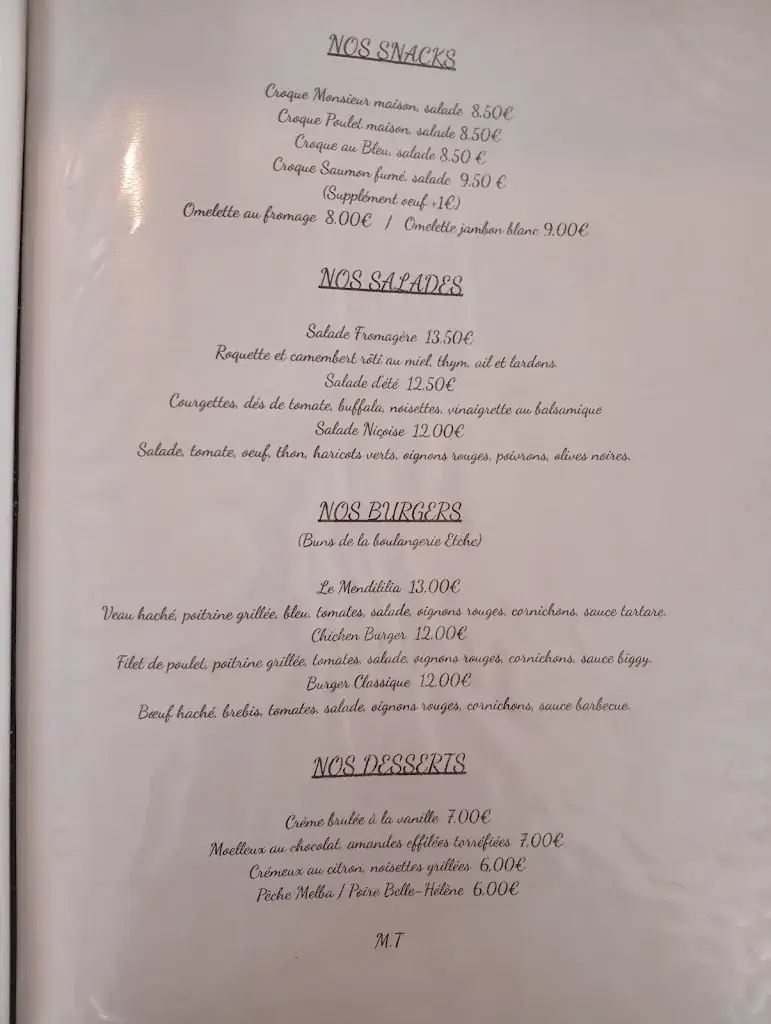 NOS SNACKS
Croque Monsieur maison, salade 8,50€
Croque Poulet maison, salade 8,50€
Croque au Bleu, salade 8,50 €
Croque Saumon fumé, salade 9,50 €
(Supplément oeuf +1€)
Omelette au fromage 8,00€ / Omelette jambon blanc 9,00€
NOS SALADES
Salade Fromagère 13,50€
Roquette et camembert rôti au miel, thym, ail et lardons.
Salade d'été 12,50€
Courgettes, dés de tomate, buffala, noisettes, vinaigrette au balsamique
Salade Niçoise 12,00€
Salade, tomate, oeuf, thon, haricots verts, oignons rouges, poivrons, olives noires.
NOS BURGERS
(Buns de la boulangerie Etche)
Le Mendililia 13,00€
Veau haché, poitrine grillée, bleu, tomates, salade, oignons rouges, cornichons, sauce tartare.
Chicken Burger 12,00€
Filet de poulet, poitrine grillée, tomates, salade, oignons rouges, cornichons, sauce biggy.
Burger Classique 12,00€
Bœuf haché, brebis, tomates, salade, oignons rouges, cornichons, sauce barbecue.
NOS DESSERTS
Crème brulée à la vanille 7,00€
Moelleux au chocolat, amandes effilées torréfiées 7,00€
Crémeux au citron, noisettes grillées 6,00€
Pêche Melba / Poire Belle-Hélène 6,00€
M.T